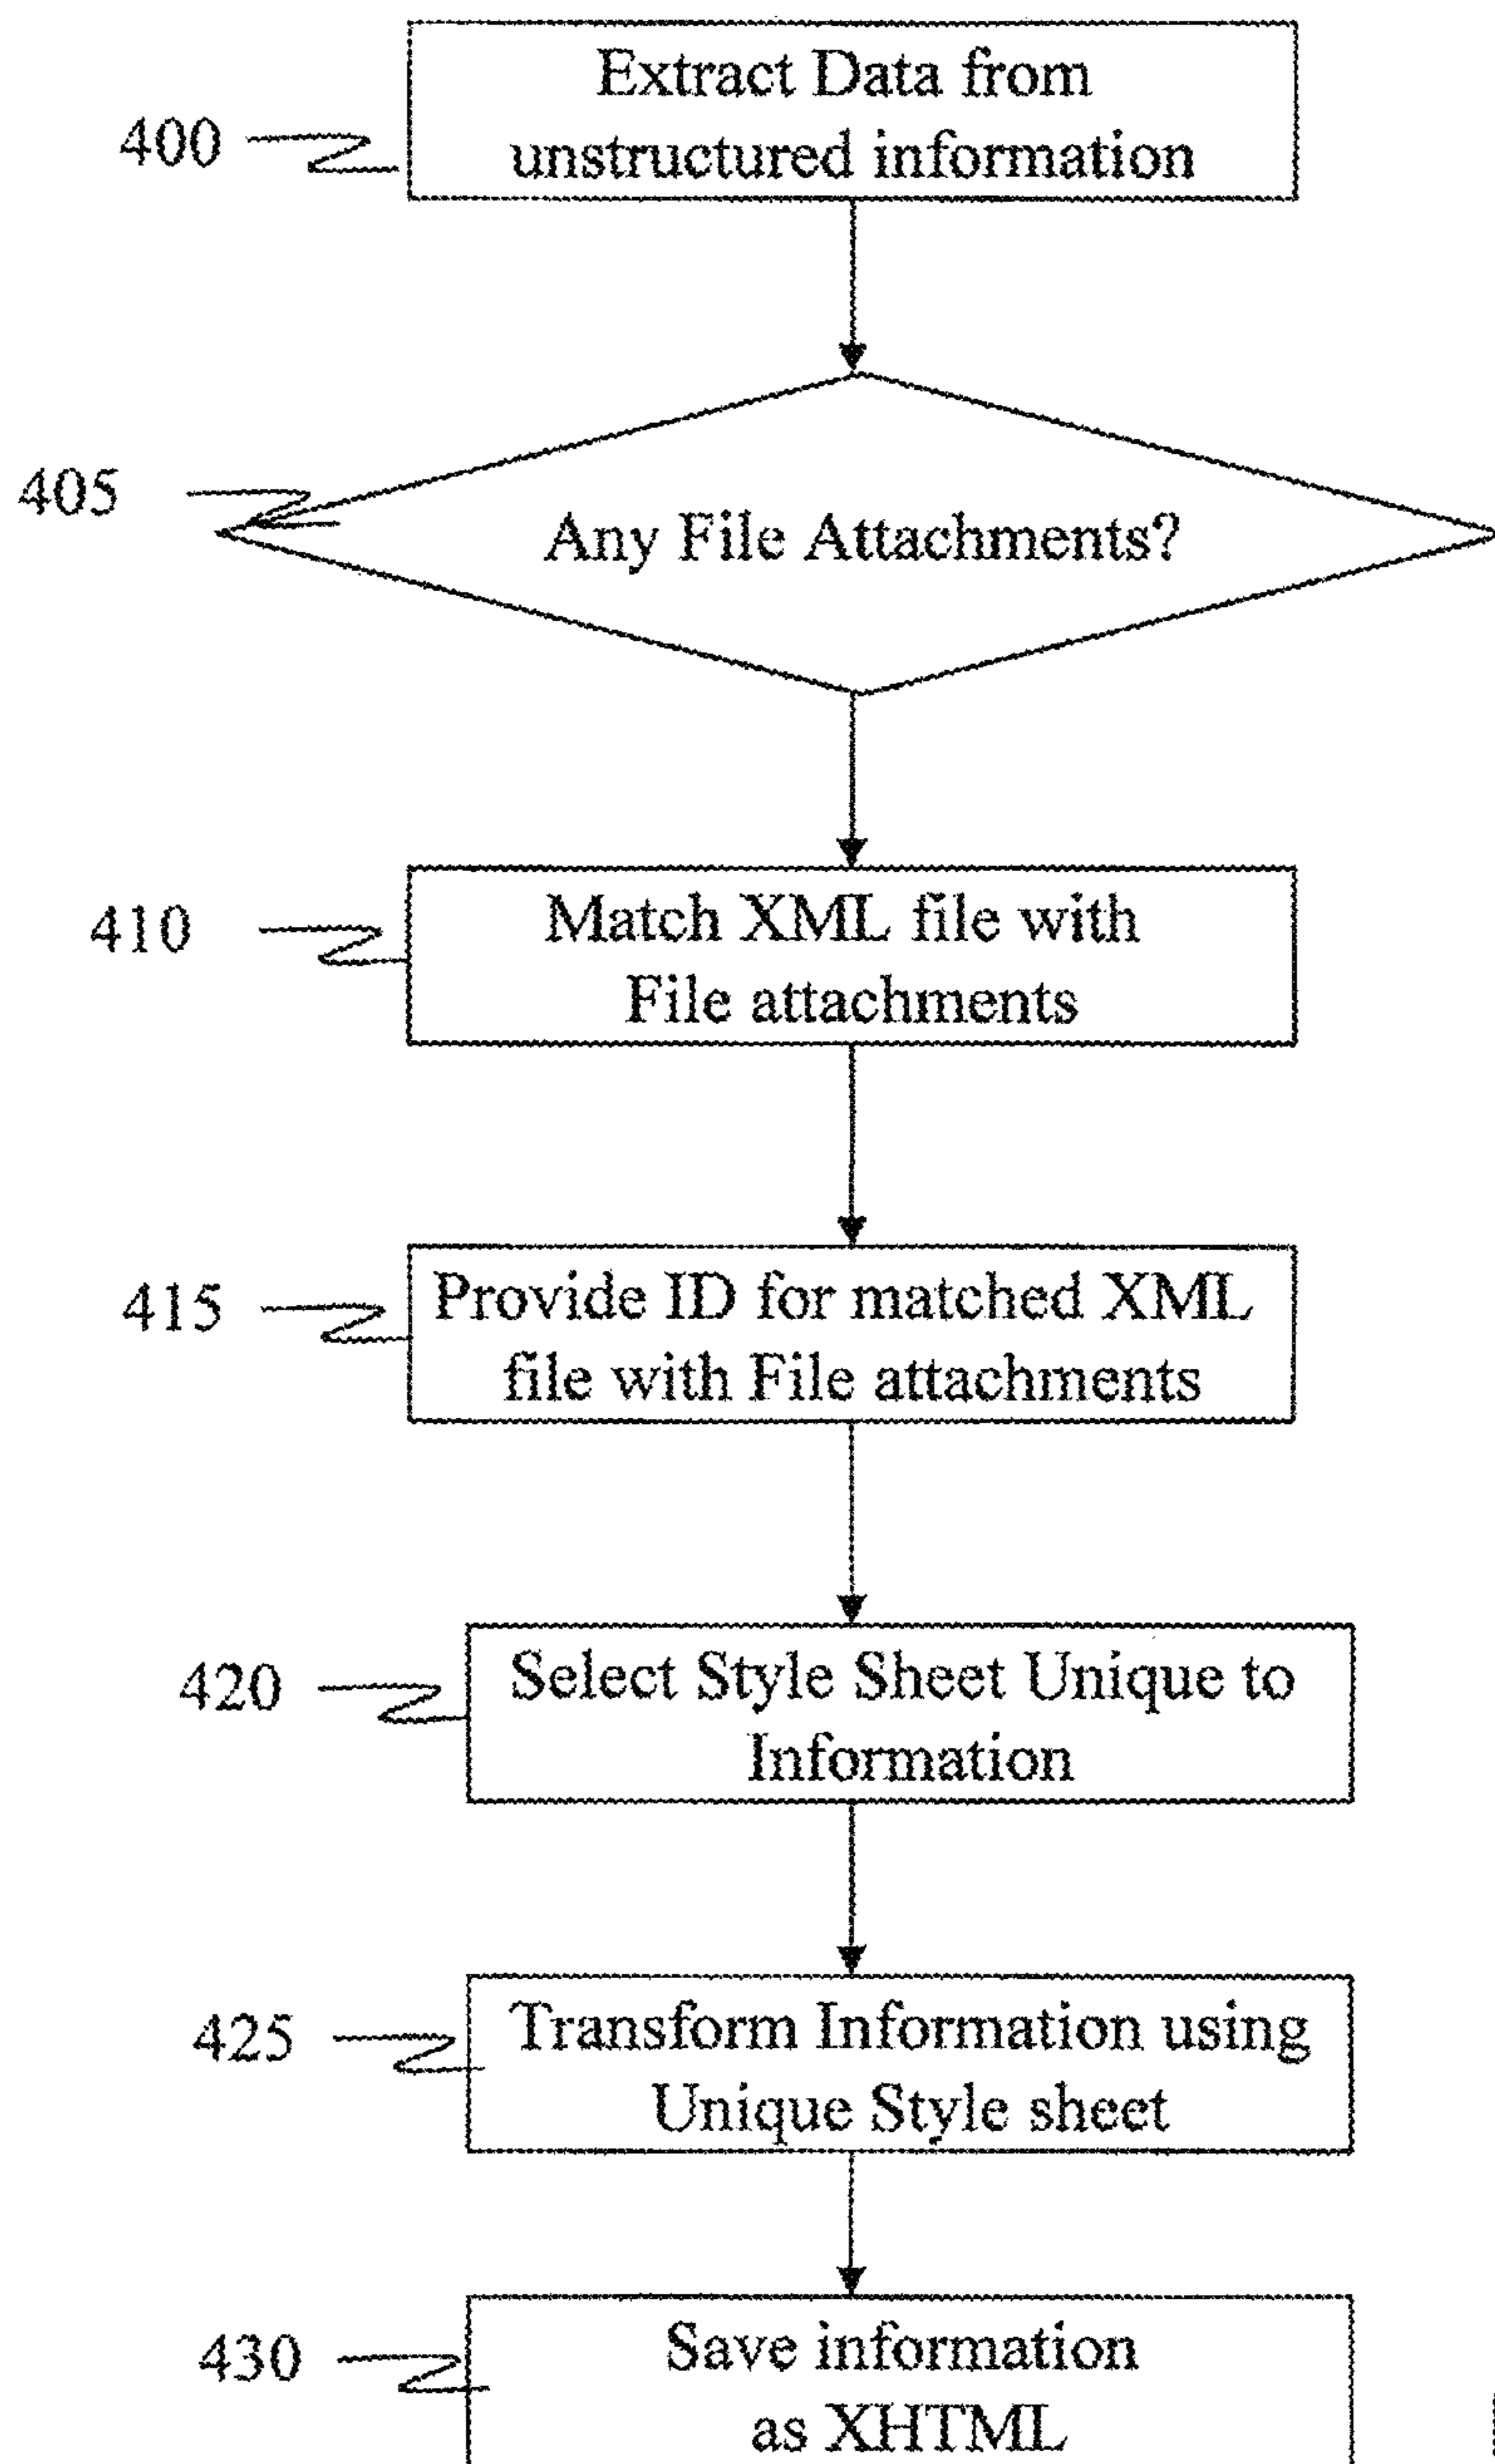 Extract Data from
unstructured information
400
405
Any File Attachments?
410
Match XML file with
File attachments
415
Provide ID for matched XML
file with File attachments
420
Select Style Sheet Unique to
Information
425
Transform Information using
Unique Style sheet
430
Save information
as XHTML